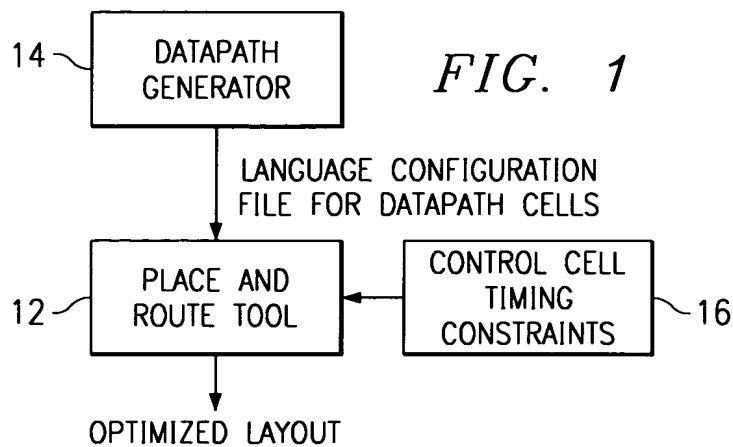 14
DATAPATH
GENERATOR
FIG. 1
LANGUAGE CONFIGURATION
FILE FOR DATAPATH CELLS
12
PLACE AND
ROUTE TOOL
CONTROL CELL
TIMING
CONSTRAINTS
16
OPTIMIZED LAYOUT